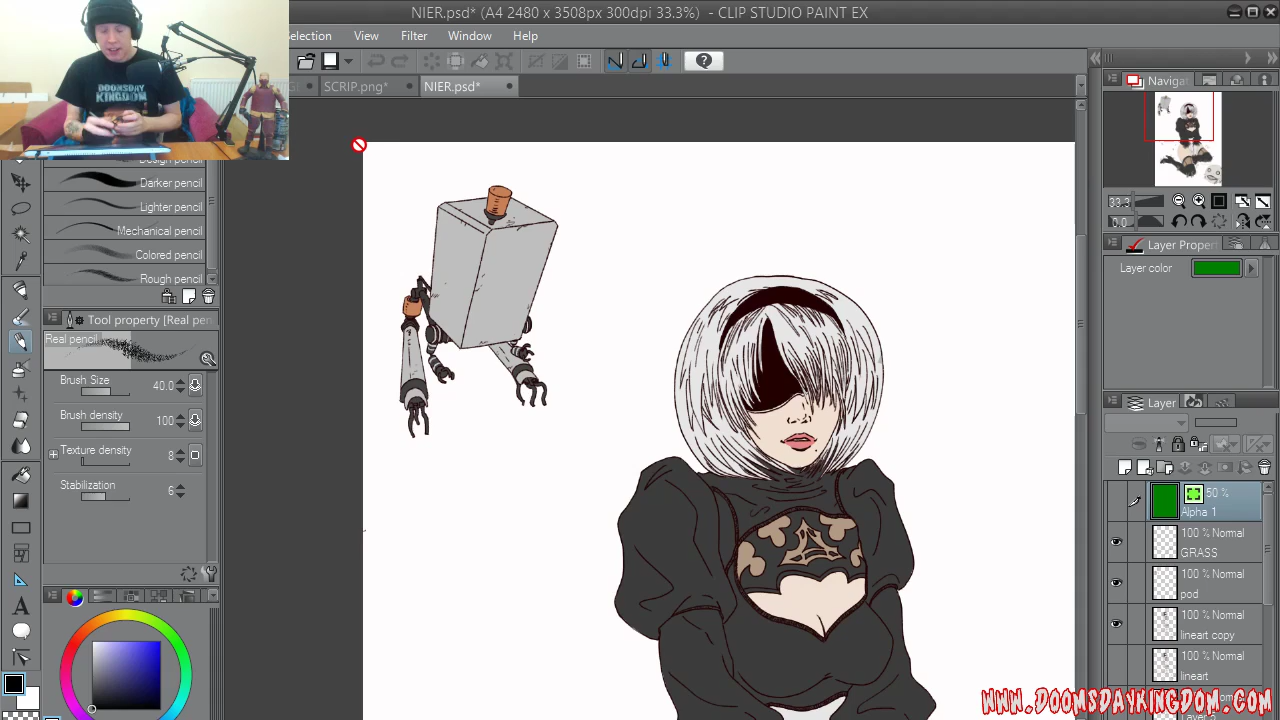 NIER.psd* (A4 2480 x 3508px 300dpi 33.3%) - CLIP STUDIO PAINT EX
Selection View Filter Window Help
SCRIP.png* NIER.psd*
DOOMSDAY
KINGDOM
Design pencil
Darker pencil
Lighter pencil
Mechanical pencil
Colored pencil
Rough pencil
Tool property [Real pen
Real pencil
Brush Size 40.0
Brush density 100
Texture density 8
Stabilization 6
Navigat
33.3
0.0
Layer Propert
Layer color
Layer
50 %
Alpha 1
100 % Normal
GRASS
100 % Normal
pod
100 % Normal
lineart copy
100 % Normal
lineart
WWW.DOOMSDAYKINGDOM.COM